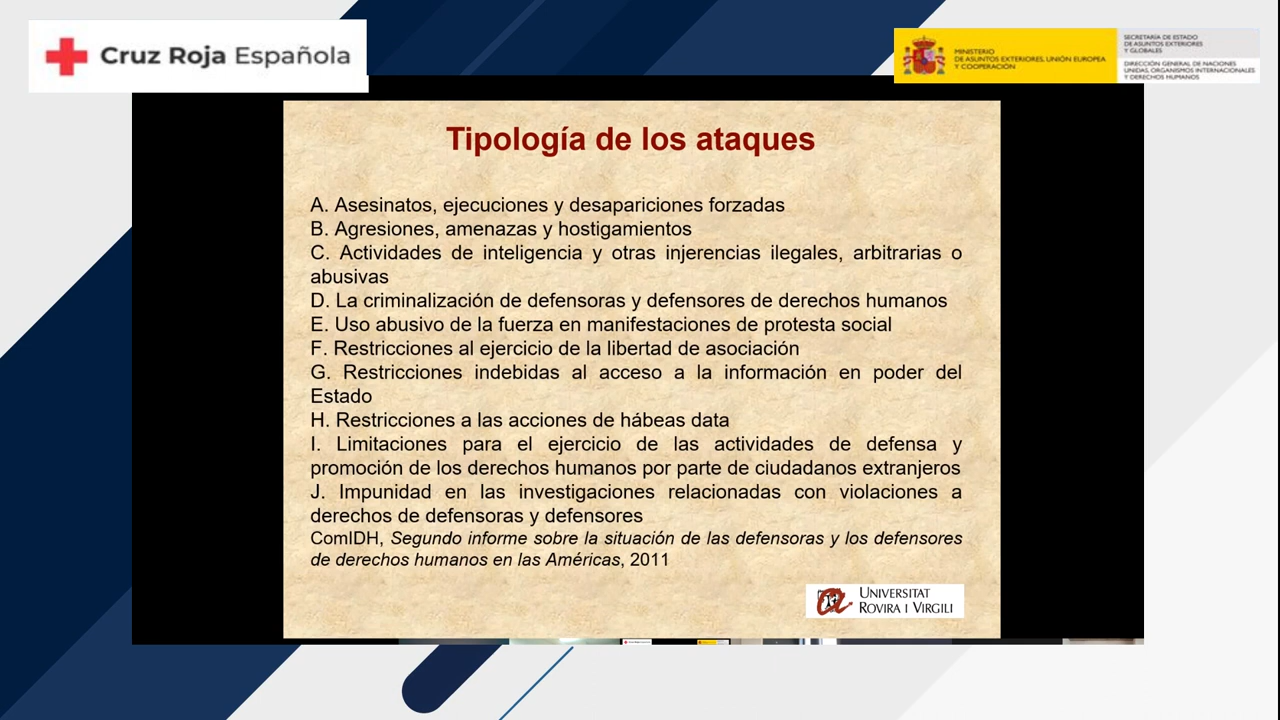 Cruz Roja Española
MINISTERIO
DE ASUNTOS EXTERIORES, UNIÓN EUROPEA
Y COOPERACIÓN
SECRETARÍA DE ESTADO
DE ASUNTOS EXTERIORES
Y GLOBALES
DIRECCIÓN GENERAL DE NACIONES
UNIDAS, ORGANISMOS INTERNACIONALES
Y DERECHOS HUMANOS
Tipología de los ataques
A. Asesinatos, ejecuciones y desapariciones forzadas
B. Agresiones, amenazas y hostigamientos
C. Actividades de inteligencia y otras injerencias ilegales, arbitrarias o
abusivas
D. La criminalización de defensoras y defensores de derechos humanos
E. Uso abusivo de la fuerza en manifestaciones de protesta social
F. Restricciones al ejercicio de la libertad de asociación
G. Restricciones indebidas al acceso a la información en poder del
Estado
H. Restricciones a las acciones de hábeas data
I. Limitaciones para el ejercicio de las actividades de defensa y
promoción de los derechos humanos por parte de ciudadanos extranjeros
J. Impunidad en las investigaciones relacionadas con violaciones a
derechos de defensoras y defensores
ComIDH, Segundo informe sobre la situación de las defensoras y los defensores
de derechos humanos en las Américas, 2011
UNIVERSITAT
ROVIRA I VIRGILI